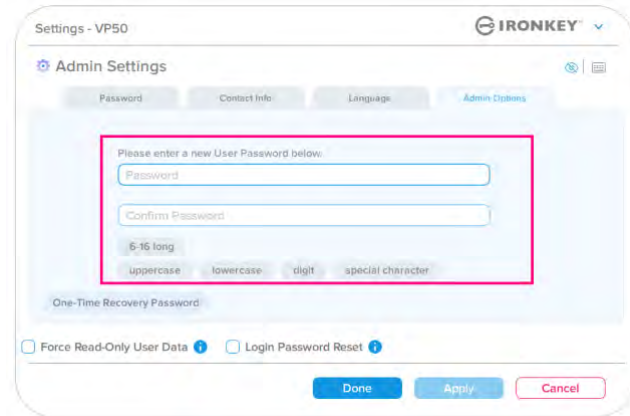 Settings - VP50
IRONKEY
Admin Settings
Password Contact Info Language Admin Options
Please enter a new User Password below.
Password
Confirm Password
6-16 long
uppercase lowercase digit special character
One-Time Recovery Password
Force Read-Only User Data Login Password Reset
Done Apply Cancel